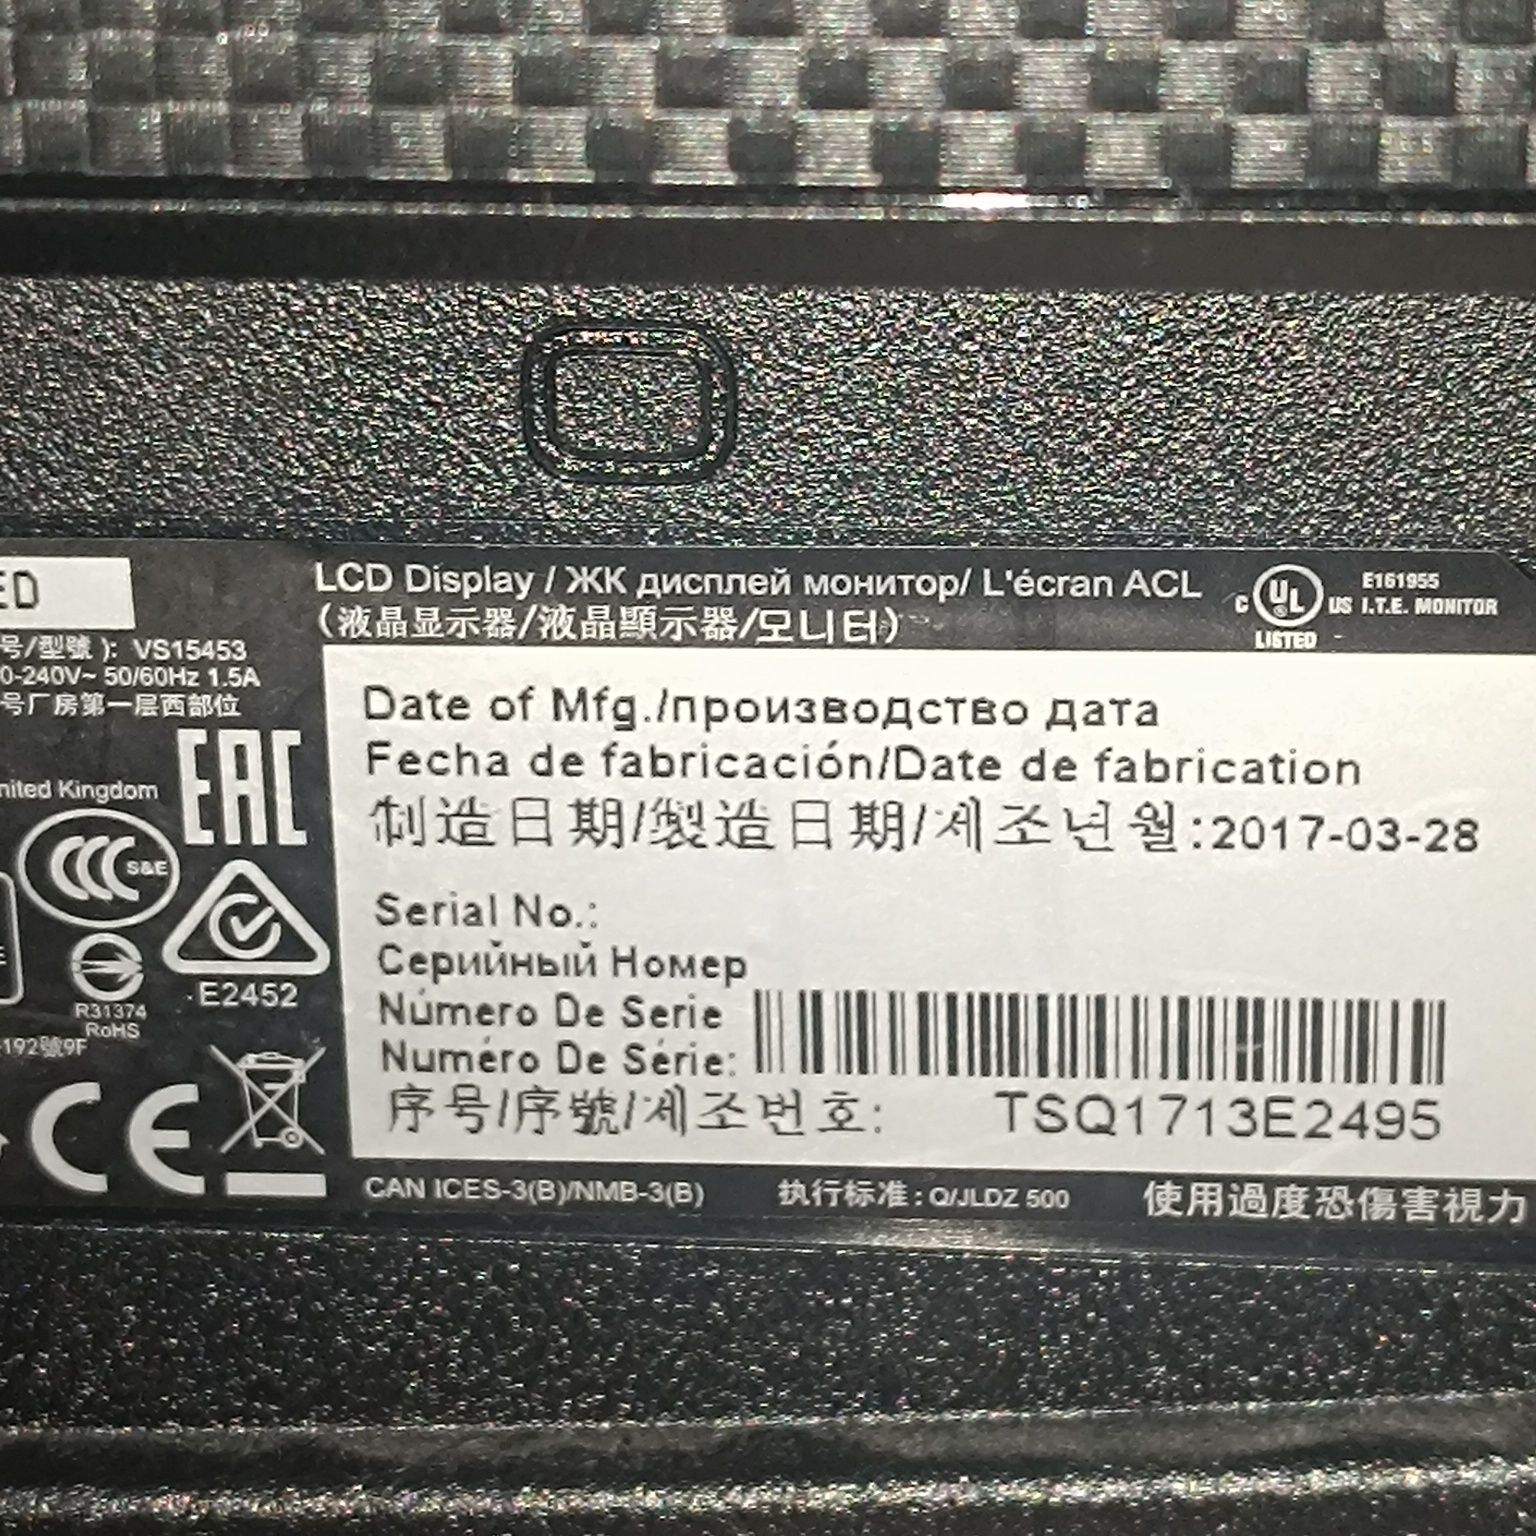 ED
LCD Display / ЖК дисплей монитор/ L'écran ACL
(液晶显示器/液晶顯示器/모니터)
C UL US LISTED
E161955
I.T.E. MONITOR
号/型號 ): VS15453
0-240V~ 50/60Hz 1.5A
号厂房第一层西部位
nited Kingdom
EAC
CCC S&E
E2452
R31374
RoHS
192號9F
CE
Date of Mfg./производство дата
Fecha de fabricación/Date de fabrication
制造日期/製造日期/제조년월:2017-03-28
Serial No.:
Серийный Номер
Número De Serie
Numéro De Série:
序号/序號/제조번호: TSQ1713E2495
CAN ICES-3(B)/NMB-3(B) 执行标准:Q/JLDZ 500 使用過度恐傷害視力